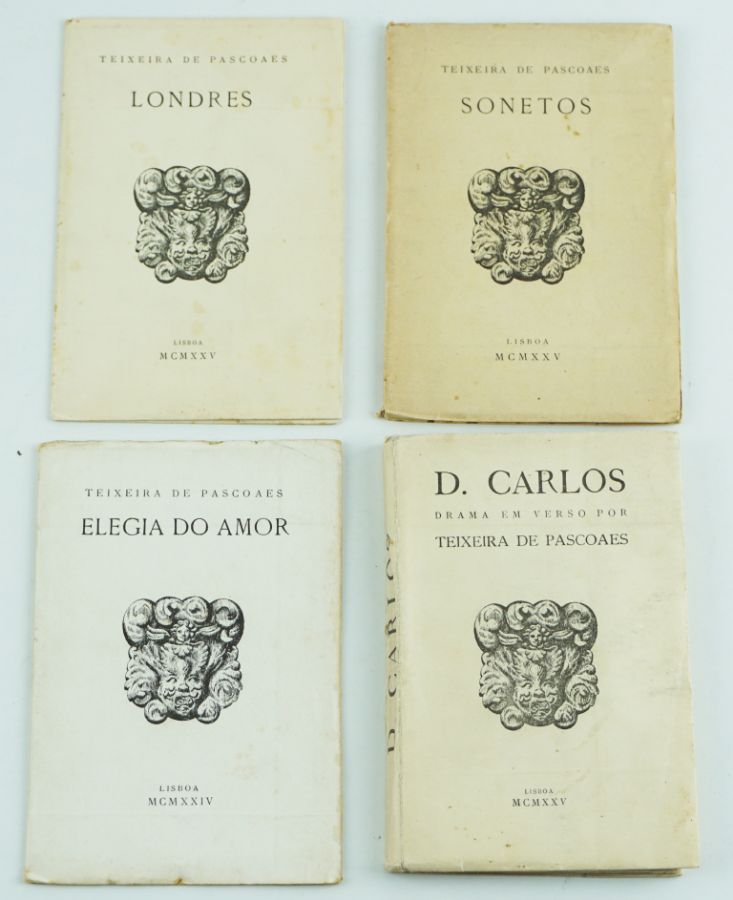 TEIXEIRA DE PASCOAES
LONDRES
LISBOA
MCMXXV
TEIXEIRA DE PASCOAES
SONETOS
LISBOA
MCMXXV
TEIXEIRA DE PASCOAES
ELEGIA DO AMOR
LISBOA
MCMXXIV
D. CARLOS
DRAMA EM VERSO POR
TEIXEIRA DE PASCOAES
LISBOA
MCMXXV
D. CARLOS